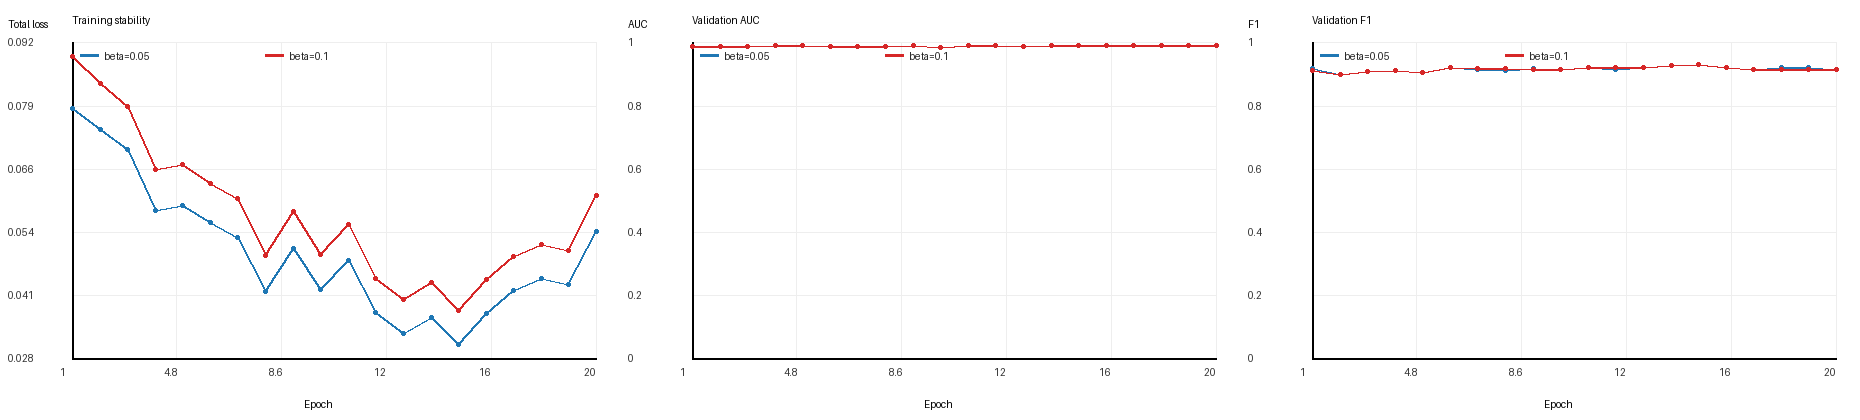 Total loss
Training stability
0.092
beta=0.05
beta=0.1
0.079
0.066
0.054
0.041
0.028
1
4.8
8.6
12
16
20
Epoch
AUC
Validation AUC
1
beta=0.05
beta=0.1
0.8
0.6
0.4
0.2
0
1
4.8
8.6
12
16
20
Epoch
F1
Validation F1
1
beta=0.05
beta=0.1
0.8
0.6
0.4
0.2
0
1
4.8
8.6
12
16
20
Epoch